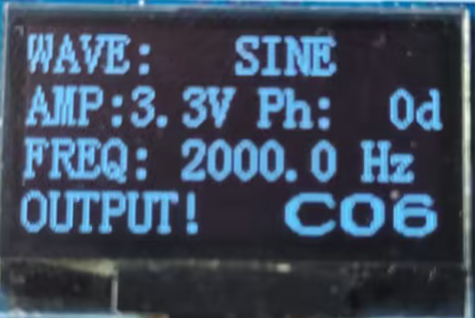 WAVE: SINE
AMP:3.3V Ph: 0d
FREQ: 2000.0 Hz
OUTPUT! C06